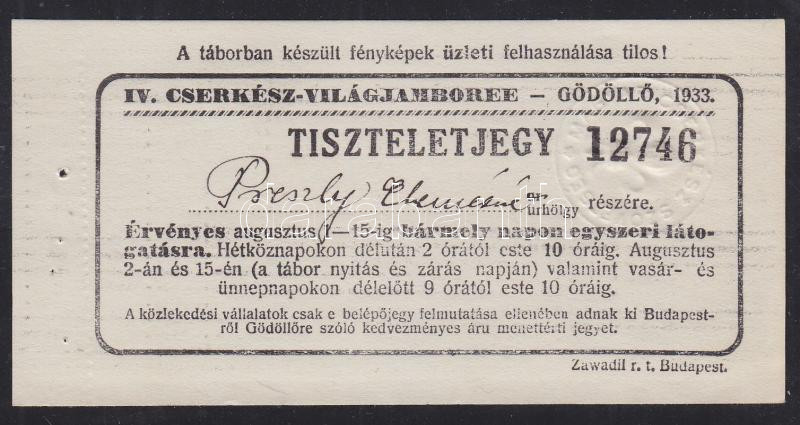 A táborban készült fényképek üzleti felhasználása tilos!
IV. CSERKÉSZ-VILÁGJAMBOREE – GÖDÖLLŐ, 1933.
TISZTELETJEGY 12746
Preszly Elemérné úr
úrhölgy részére.
Érvényes augusztus 1—15-ig bármely napon egyszeri láto-
gatásra. Hétköznapokon délután 2 órától este 10 óráig. Augusztus
2-án és 15-én (a tábor nyitás és zárás napján) valamint vasár- és
ünnepnapokon délelőtt 9 órától este 10 óráig.
A közlekedési vállalatok csak e belépőjegy felmutatása ellenében adnak ki Budapest-
ről Gödöllőre szóló kedvezményes áru menettérti jegyet.
Zawadil r. t. Budapest.